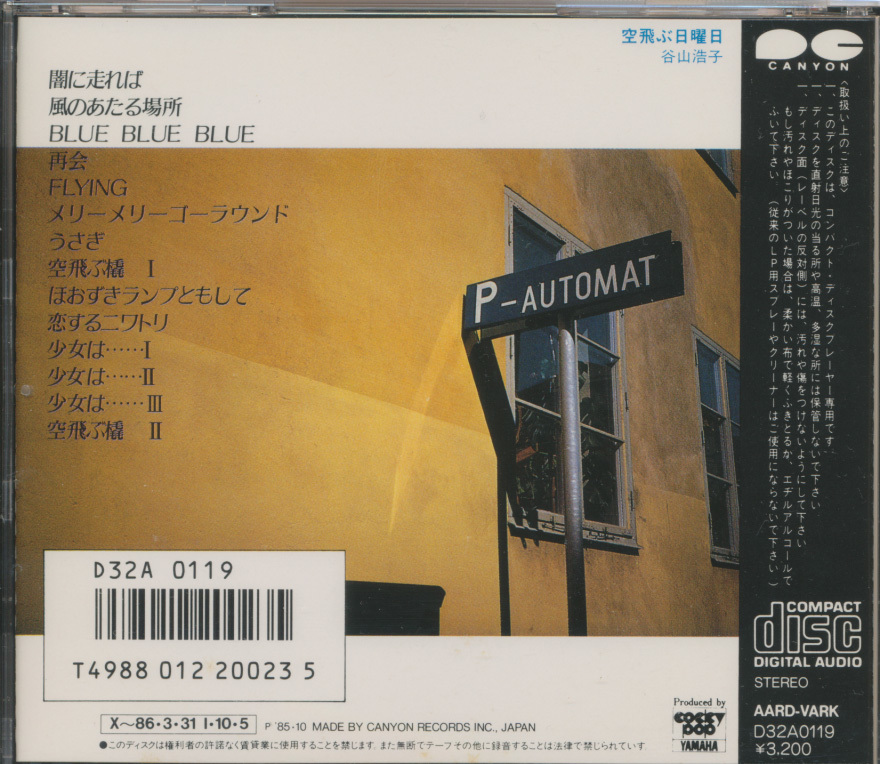 空飛ぶ日曜日
谷山浩子
闇に走れば
風のあたる場所
BLUE BLUE BLUE
再会
FLYING
メリーメリーゴーラウンド
うさぎ
空飛ぶ橇 Ⅰ
ほおずきランプともして
恋するニワトリ
少女は……Ⅰ
少女は……Ⅱ
少女は……Ⅲ
空飛ぶ橇 Ⅱ
P-AUTOMAT
D32A 0119
T4988 012 20023 5
X〜86·3·31 I·10·5
P '85·10 MADE BY CANYON RECORDS INC., JAPAN
●このディスクは権利者の許諾なく賃貸業に使用することを禁じます。また無断でテープその他に録音することは法律で禁じられています。
Produced by
cocky
pop
YAMAHA
CANYON
〈取扱い上のご注意〉
一、このディスクは、コンパクト・ディスクプレーヤー専用です。
一、ディスクを直射日光の当る所や高温、多湿な所には保管しないで下さい。
一、ディスク面(レーベルの反対側)には、汚れや傷をつけないようにして下さい。
もし汚れやほこりがついた場合は、柔かい布で軽くふきとるか、エチルアルコールで
ふいて下さい。(従来のLP用スプレーやクリーナーはご使用にならないで下さい)
COMPACT
disc
DIGITAL AUDIO
STEREO
AARD-VARK
D32A0119
¥3.200